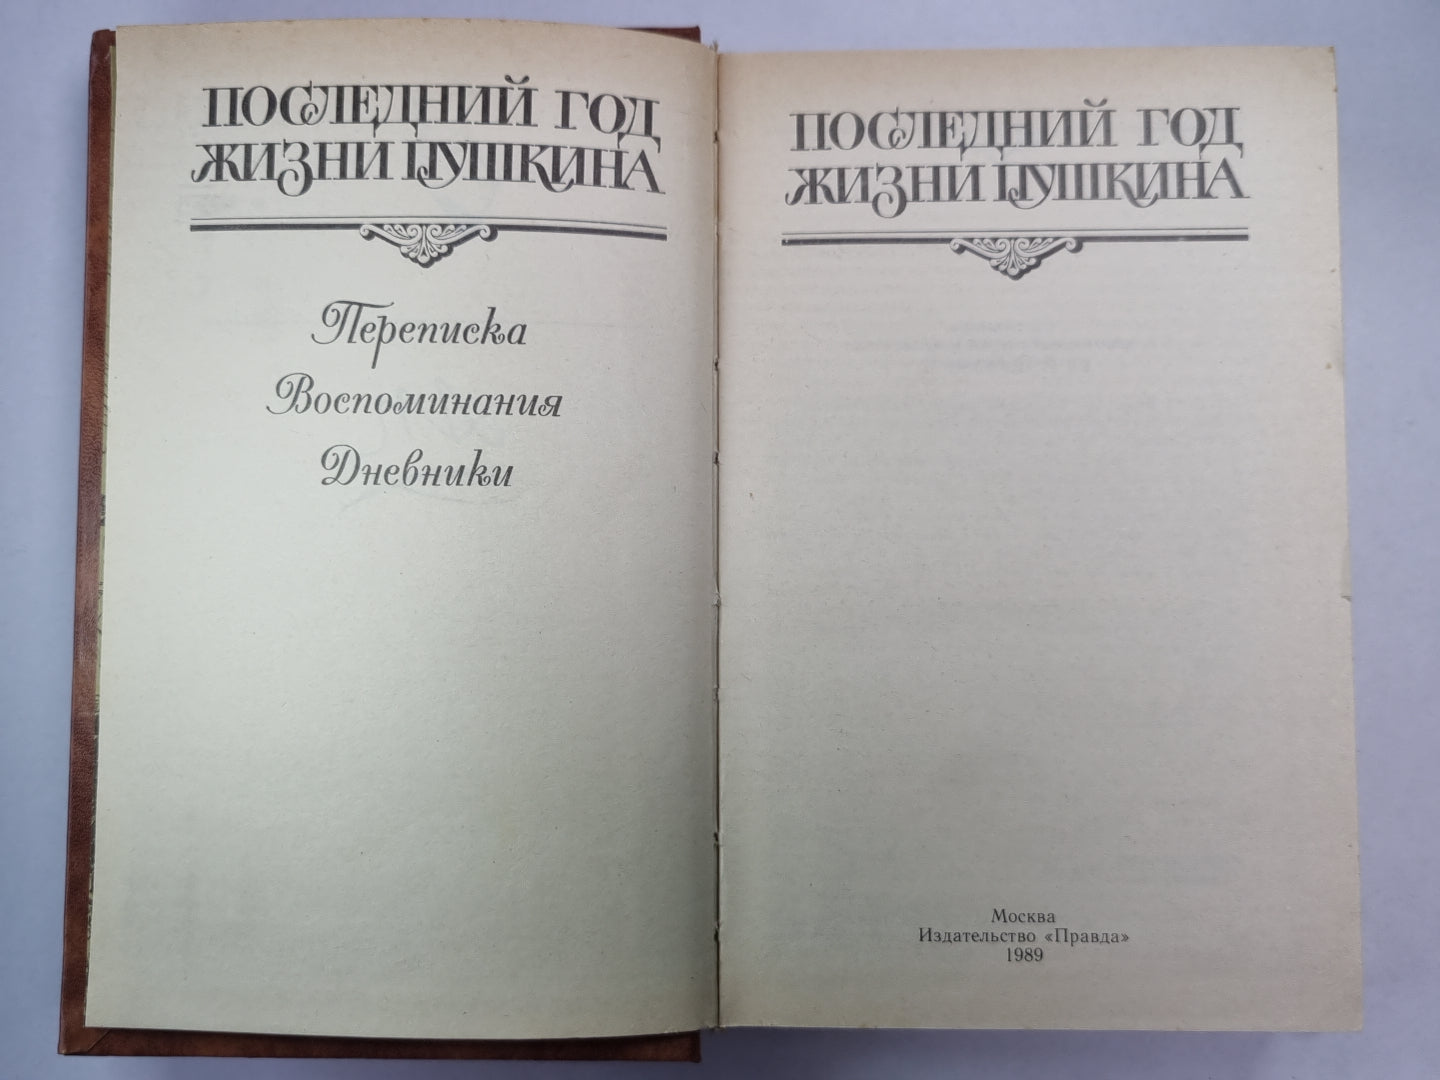 ПОСЛЕДНИЙ ГОД
ЖИЗНИ ПУШКИНА
Переписка
Воспоминания
Дневники
ПОСЛЕДНИЙ ГОД
ЖИЗНИ ПУШКИНА
Москва
Издательство «Правда»
1989